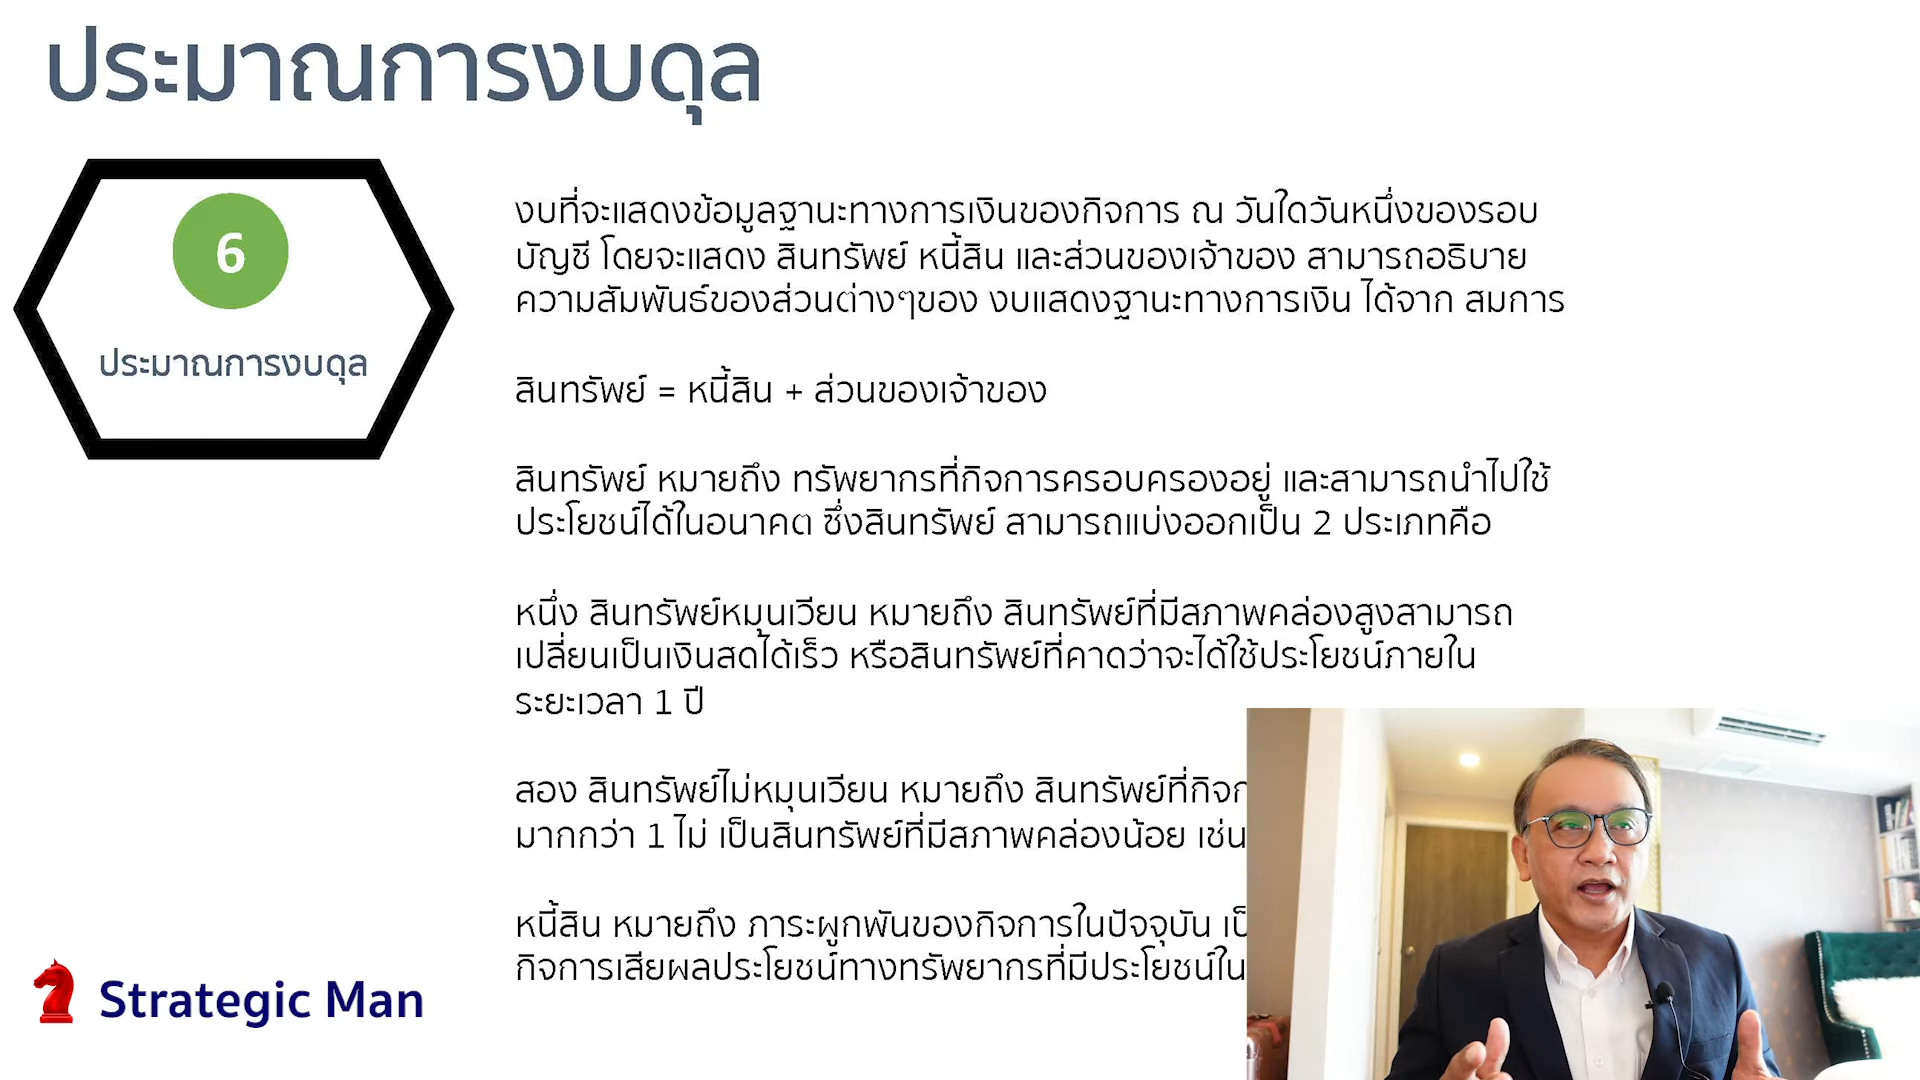 ประมาณการงบดุล
6
ประมาณการงบดุล
งบที่จะแสดงข้อมูลฐานะทางการเงินของกิจการ ณ วันใดวันหนึ่งของรอบ
บัญชี โดยจะแสดง สินทรัพย์ หนี้สิน และส่วนของเจ้าของ สามารถอธิบาย
ความสัมพันธ์ของส่วนต่างๆของ งบแสดงฐานะทางการเงิน ได้จาก สมการ
สินทรัพย์ = หนี้สิน + ส่วนของเจ้าของ
สินทรัพย์ หมายถึง ทรัพยากรที่กิจการครอบครองอยู่ และสามารถนำไปใช้
ประโยชน์ได้ในอนาคต ซึ่งสินทรัพย์ สามารถแบ่งออกเป็น 2 ประเภทคือ
หนึ่ง สินทรัพย์หมุนเวียน หมายถึง สินทรัพย์ที่มีสภาพคล่องสูงสามารถ
เปลี่ยนเป็นเงินสดได้เร็ว หรือสินทรัพย์ที่คาดว่าจะได้ใช้ประโยชน์ภายใน
ระยะเวลา 1 ปี
สอง สินทรัพย์ไม่หมุนเวียน หมายถึง สินทรัพย์ที่กิจก
มากกว่า 1 ไม่ เป็นสินทรัพย์ที่มีสภาพคล่องน้อย เช่น
หนี้สิน หมายถึง ภาระผูกพันของกิจการในปัจจุบัน เป็
กิจการเสียผลประโยชน์ทางทรัพยากรที่มีประโยชน์ใน
Strategic Man